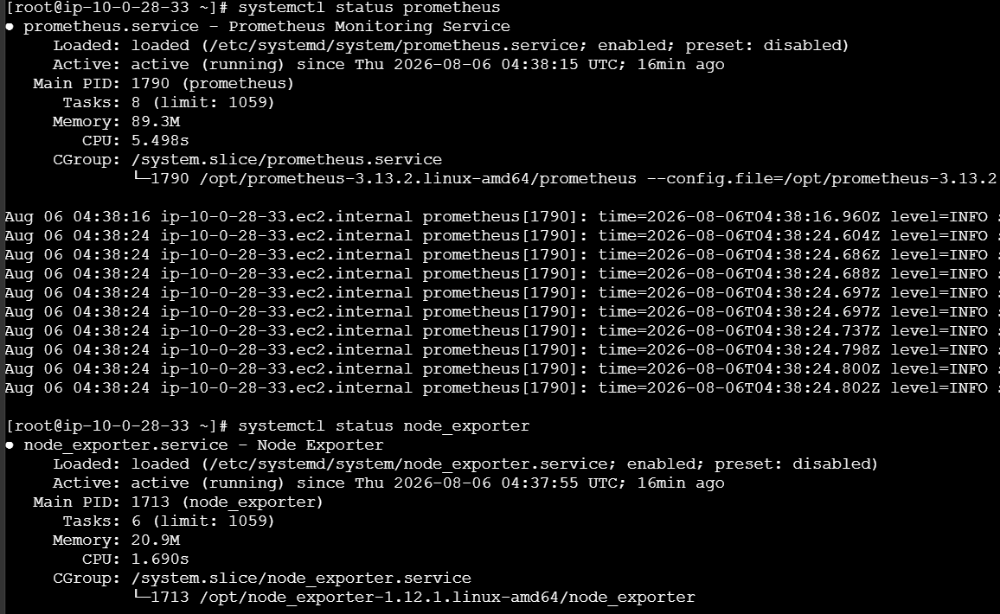 [root@ip-10-0-28-33 ~]# systemctl status prometheus
● prometheus.service - Prometheus Monitoring Service
Loaded: loaded (/etc/systemd/system/prometheus.service; enabled; preset: disabled)
Active: active (running) since Thu 2026-08-06 04:38:15 UTC; 16min ago
Main PID: 1790 (prometheus)
Tasks: 8 (limit: 1059)
Memory: 89.3M
CPU: 5.498s
CGroup: /system.slice/prometheus.service
└─1790 /opt/prometheus-3.13.2.linux-amd64/prometheus --config.file=/opt/prometheus-3.13.2
Aug 06 04:38:16 ip-10-0-28-33.ec2.internal prometheus[1790]: time=2026-08-06T04:38:16.960Z level=INFO
Aug 06 04:38:24 ip-10-0-28-33.ec2.internal prometheus[1790]: time=2026-08-06T04:38:24.604Z level=INFO
Aug 06 04:38:24 ip-10-0-28-33.ec2.internal prometheus[1790]: time=2026-08-06T04:38:24.686Z level=INFO
Aug 06 04:38:24 ip-10-0-28-33.ec2.internal prometheus[1790]: time=2026-08-06T04:38:24.688Z level=INFO
Aug 06 04:38:24 ip-10-0-28-33.ec2.internal prometheus[1790]: time=2026-08-06T04:38:24.697Z level=INFO
Aug 06 04:38:24 ip-10-0-28-33.ec2.internal prometheus[1790]: time=2026-08-06T04:38:24.697Z level=INFO
Aug 06 04:38:24 ip-10-0-28-33.ec2.internal prometheus[1790]: time=2026-08-06T04:38:24.737Z level=INFO
Aug 06 04:38:24 ip-10-0-28-33.ec2.internal prometheus[1790]: time=2026-08-06T04:38:24.798Z level=INFO
Aug 06 04:38:24 ip-10-0-28-33.ec2.internal prometheus[1790]: time=2026-08-06T04:38:24.800Z level=INFO
Aug 06 04:38:24 ip-10-0-28-33.ec2.internal prometheus[1790]: time=2026-08-06T04:38:24.802Z level=INFO
[root@ip-10-0-28-33 ~]# systemctl status node_exporter
● node_exporter.service - Node Exporter
Loaded: loaded (/etc/systemd/system/node_exporter.service; enabled; preset: disabled)
Active: active (running) since Thu 2026-08-06 04:37:55 UTC; 16min ago
Main PID: 1713 (node_exporter)
Tasks: 6 (limit: 1059)
Memory: 20.9M
CPU: 1.690s
CGroup: /system.slice/node_exporter.service
└─1713 /opt/node_exporter-1.12.1.linux-amd64/node_exporter